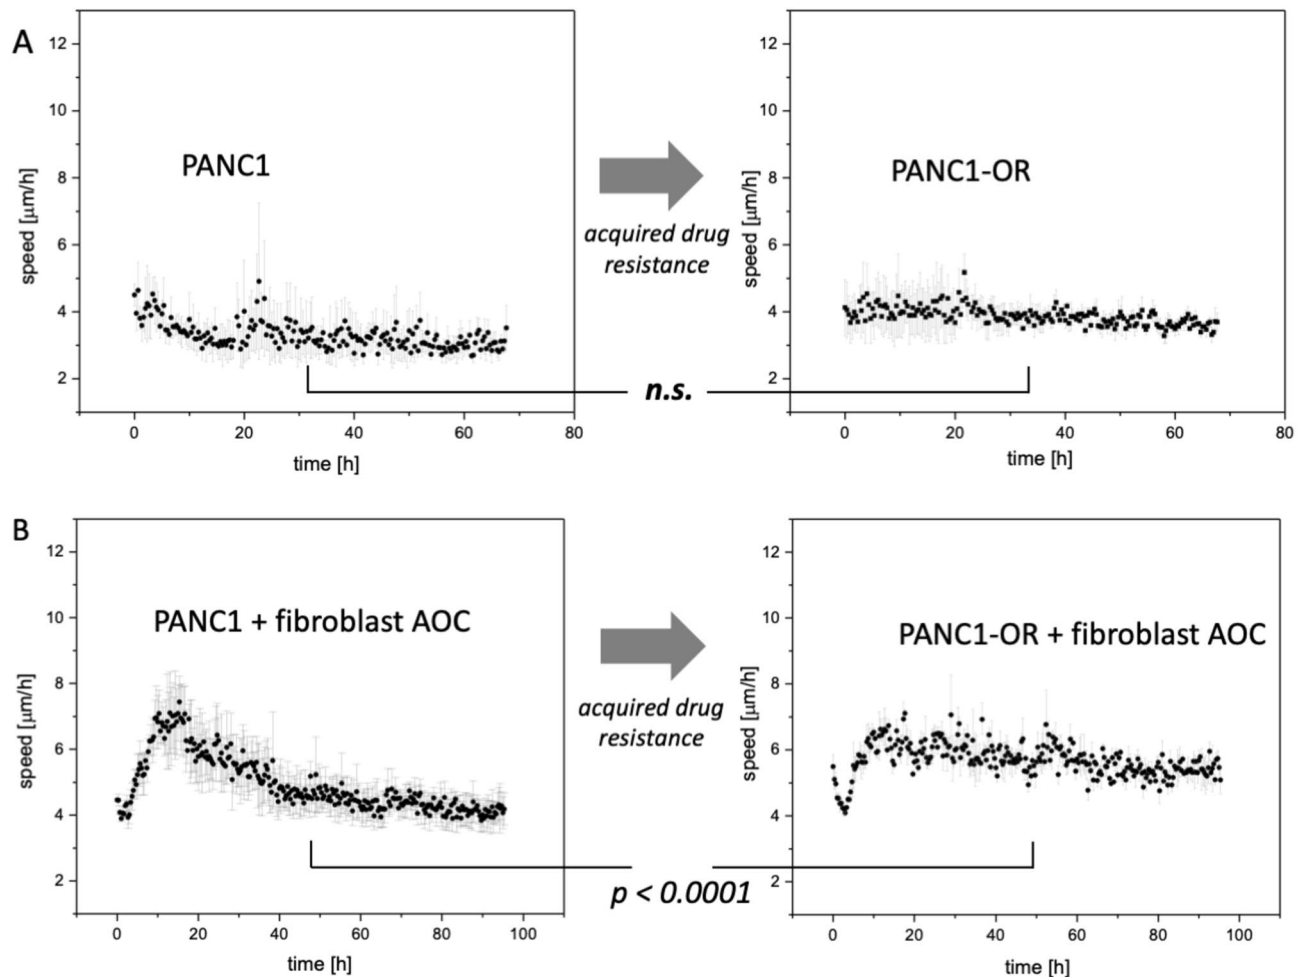 A
12
10
8
6
4
2
speed [μm/h]
PANC1
0
20
40
60
80
time [h]
acquired drug
resistance
12
10
8
6
4
2
speed [μm/h]
PANC1-OR
0
20
40
60
80
time [h]
n.s.
B
12
10
8
6
4
2
speed [μm/h]
PANC1 + fibroblast AOC
0
20
40
60
80
100
time [h]
acquired drug
resistance
12
10
8
6
4
2
speed [μm/h]
PANC1-OR + fibroblast AOC
0
20
40
60
80
100
time [h]
p < 0.0001